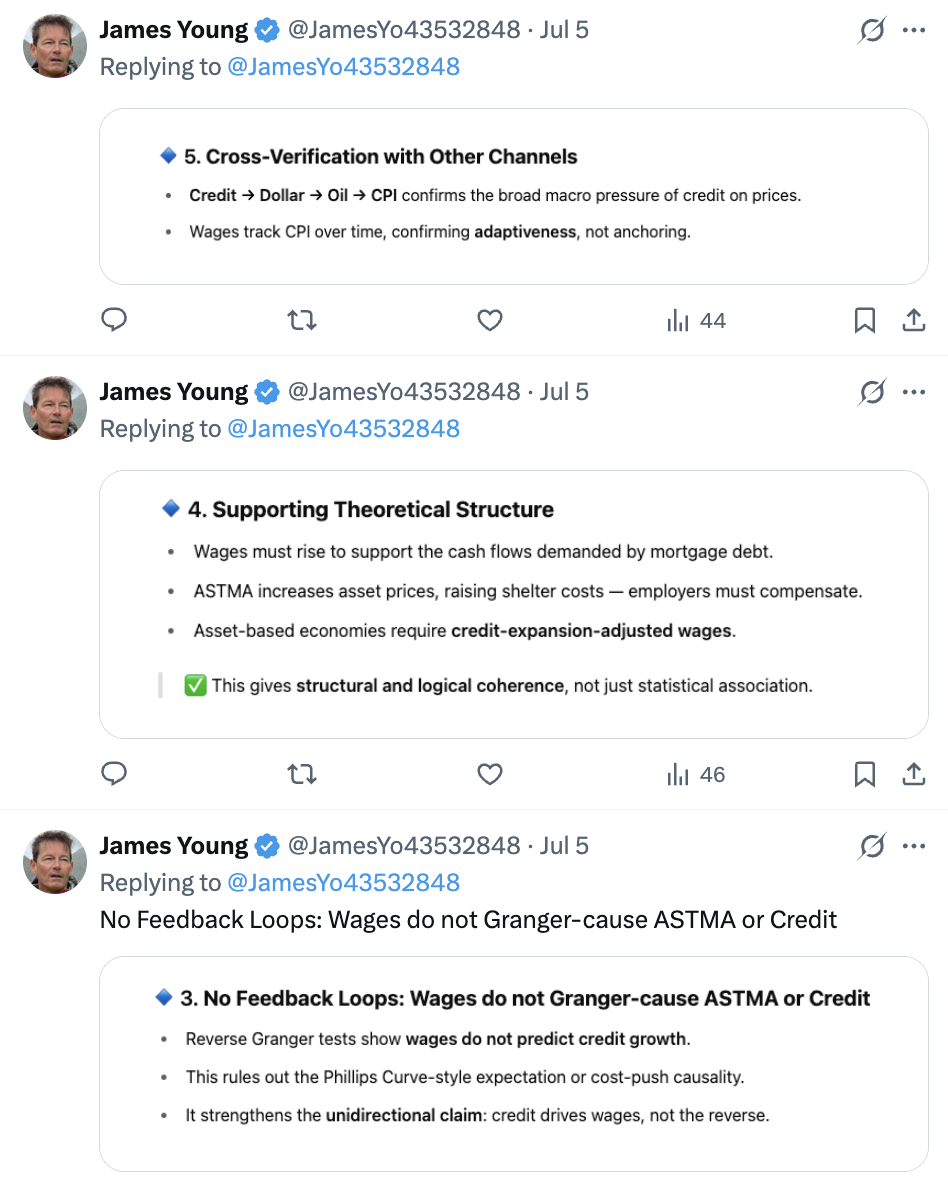 James Young @JamesYo43532848 · Jul 5
Replying to @JamesYo43532848
5. Cross-Verification with Other Channels
• Credit → Dollar → Oil → CPI confirms the broad macro pressure of credit on prices.
• Wages track CPI over time, confirming adaptiveness, not anchoring.
44
James Young @JamesYo43532848 · Jul 5
Replying to @JamesYo43532848
4. Supporting Theoretical Structure
• Wages must rise to support the cash flows demanded by mortgage debt.
• ASTMA increases asset prices, raising shelter costs — employers must compensate.
• Asset-based economies require credit-expansion-adjusted wages.
✅ This gives structural and logical coherence, not just statistical association.
46
James Young @JamesYo43532848 · Jul 5
Replying to @JamesYo43532848
No Feedback Loops: Wages do not Granger-cause ASTMA or Credit
3. No Feedback Loops: Wages do not Granger-cause ASTMA or Credit
• Reverse Granger tests show wages do not predict credit growth.
• This rules out the Phillips Curve-style expectation or cost-push causality.
• It strengthens the unidirectional claim: credit drives wages, not the reverse.